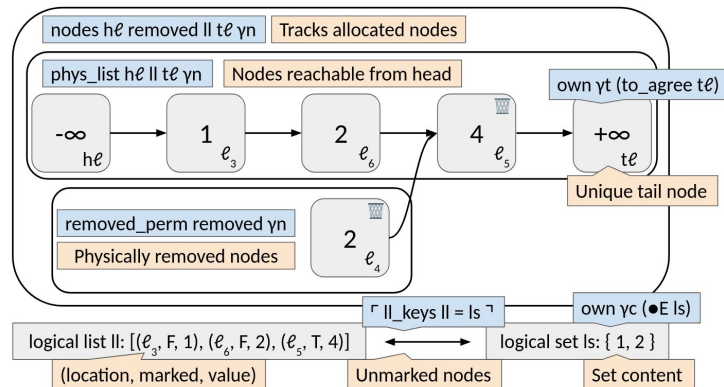 nodes hℓ removed ll tℓ γn
Tracks allocated nodes
phys_list hℓ ll tℓ γn
Nodes reachable from head
own γt (to_agree tℓ)
-∞
hℓ
1
ℓ₃
2
ℓ₆
4
ℓ₅
+∞
tℓ
Unique tail node
removed_perm removed γn
Physically removed nodes
2
ℓ₄
⌜ ll_keys ll = ls ⌝
own γc (●E ls)
logical list ll: [(ℓ₃, F, 1), (ℓ₆, F, 2), (ℓ₅, T, 4)]
logical set ls: { 1, 2 }
(location, marked, value)
Unmarked nodes
Set content